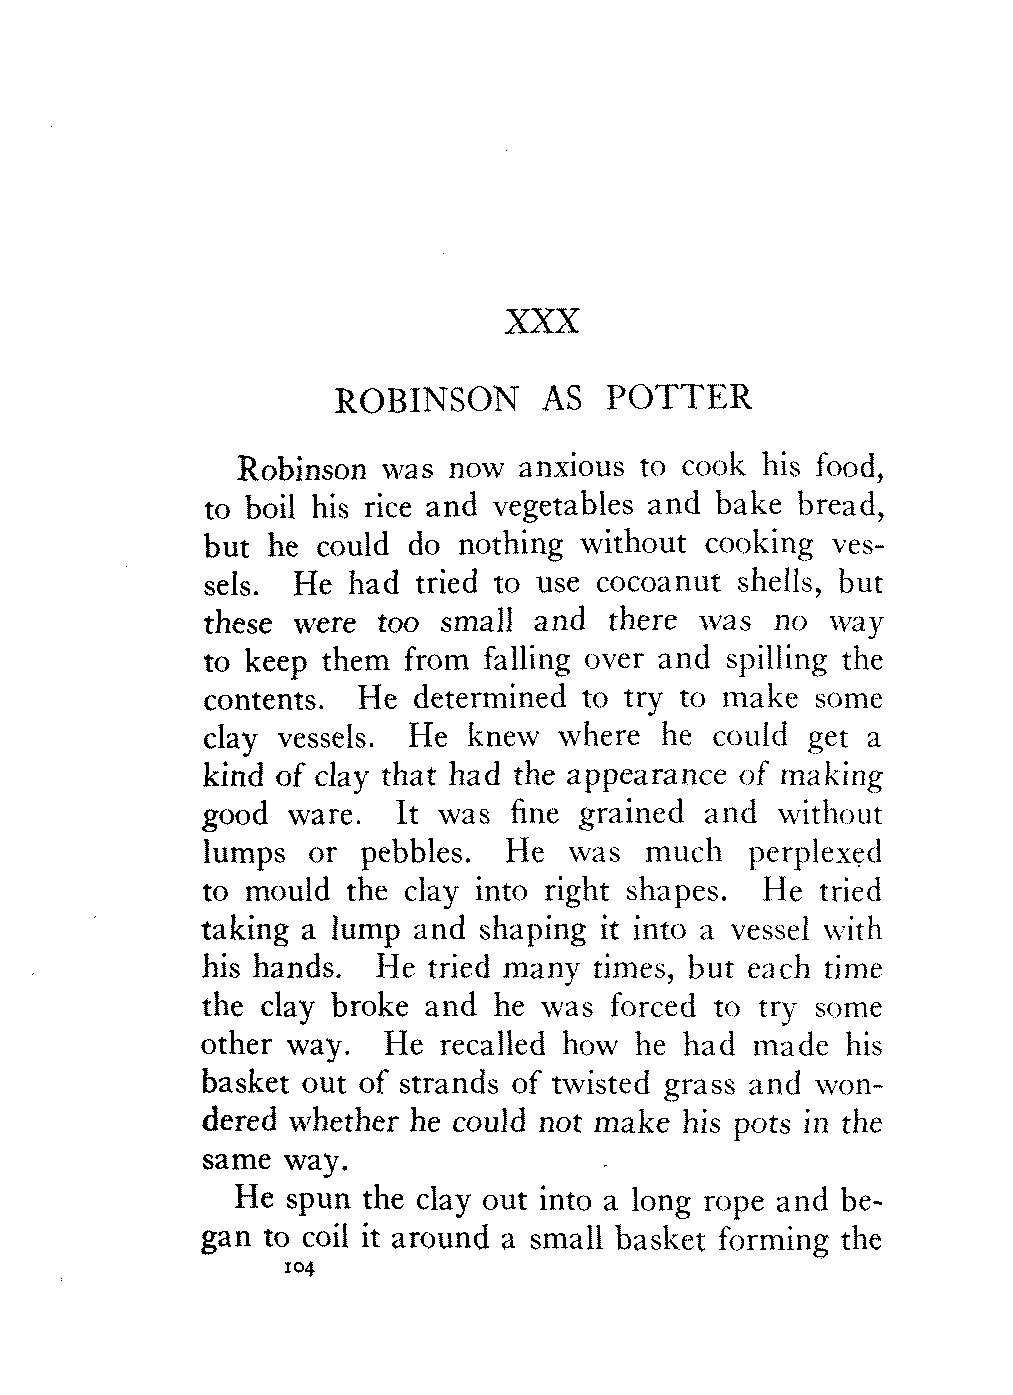 XXX
ROBINSON AS POTTER
Robinson was now anxious to cook his food,
to boil his rice and vegetables and bake bread,
but he could do nothing without cooking ves-
sels. He had tried to use cocoanut shells, but
these were too small and there was no way
to keep them from falling over and spilling the
contents. He determined to try to make some
clay vessels. He knew where he could get a
kind of clay that had the appearance of making
good ware. It was fine grained and without
lumps or pebbles. He was much perplexed
to mould the clay into right shapes. He tried
taking a lump and shaping it into a vessel with
his hands. He tried many times, but each time
the clay broke and he was forced to try some
other way. He recalled how he had made his
basket out of strands of twisted grass and won-
dered whether he could not make his pots in the
same way.
He spun the clay out into a long rope and be-
gan to coil it around a small basket forming the
104